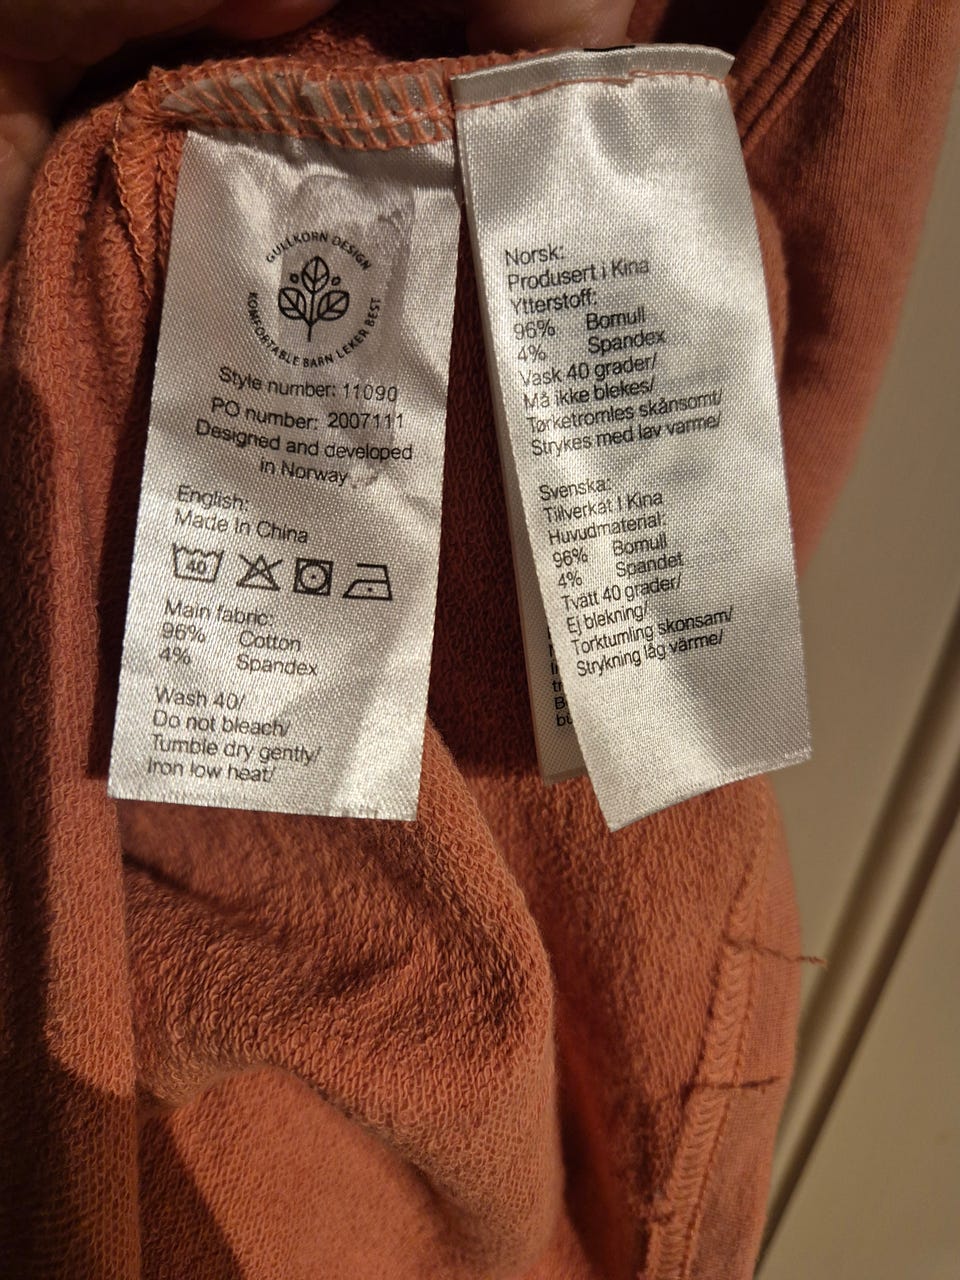 GULLKORN DESIGN
KOMFORTABLE BARN LEKER BEST
Style number: 11090
PO number: 2007111
Designed and developed
in Norway
English:
Made In China
40
Main fabric:
96% Cotton
4% Spandex
Wash 40/
Do not bleach/
Tumble dry gently/
Iron low heat/
Norsk:
Produsert i Kina
Ytterstoff:
96% Bomull
4% Spandex
Vask 40 grader/
Må ikke blekes/
Tørketromles skånsomt/
Strykes med lav varme/
Svenska:
Tillverkat I Kina
Huvudmaterial:
96% Bomull
4% Spandet
Tvätt 40 grader/
Ej blekning/
Torktumling skonsam/
Strykning låg värme/